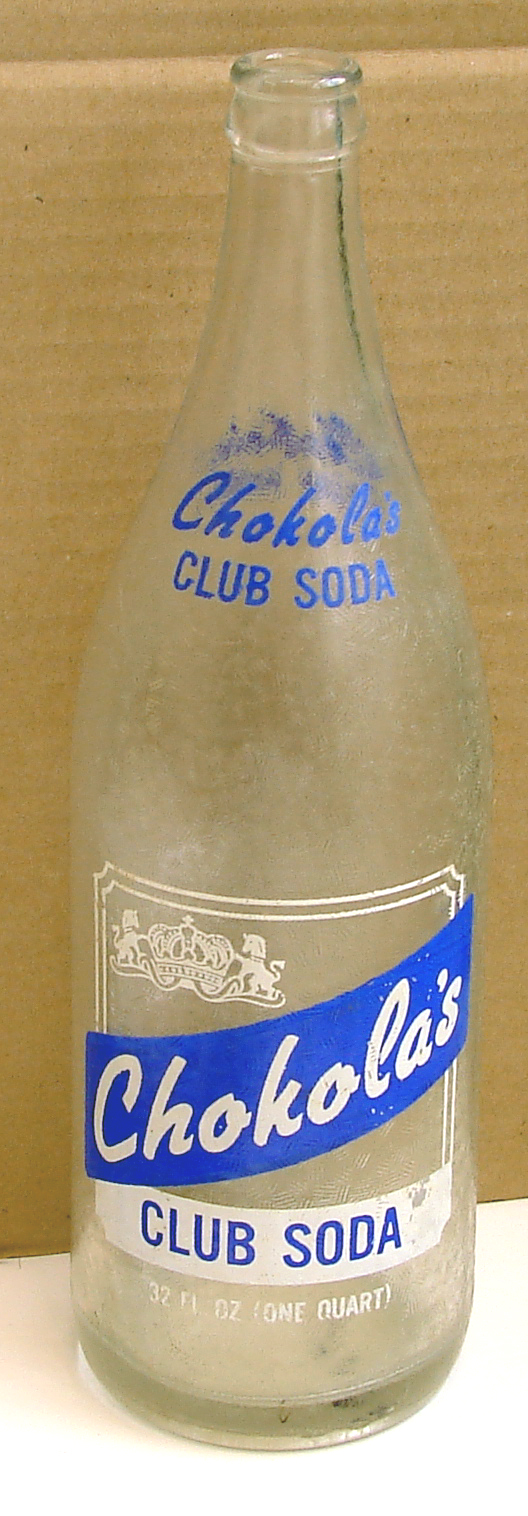 Chokola's
CLUB SODA
Chokola's
CLUB SODA
32 FL OZ (ONE QUART)